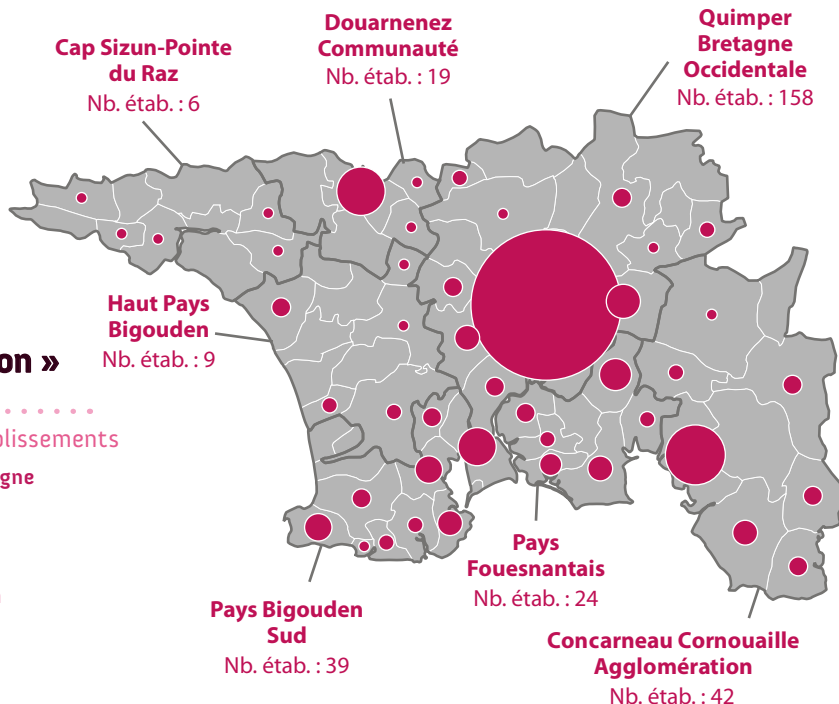 Cap Sizun-Pointe
du Raz
Nb. étab. : 6
Douarnenez
Communauté
Nb. étab. : 19
Quimper
Bretagne
Occidentale
Nb. étab. : 158
Haut Pays
Bigouden
Nb. étab. : 9
on »
blissements
gne
Pays Bigouden
Sud
Nb. étab. : 39
Pays
Fouesnantais
Nb. étab. : 24
Concarneau Cornouaille
Agglomération
Nb. étab. : 42